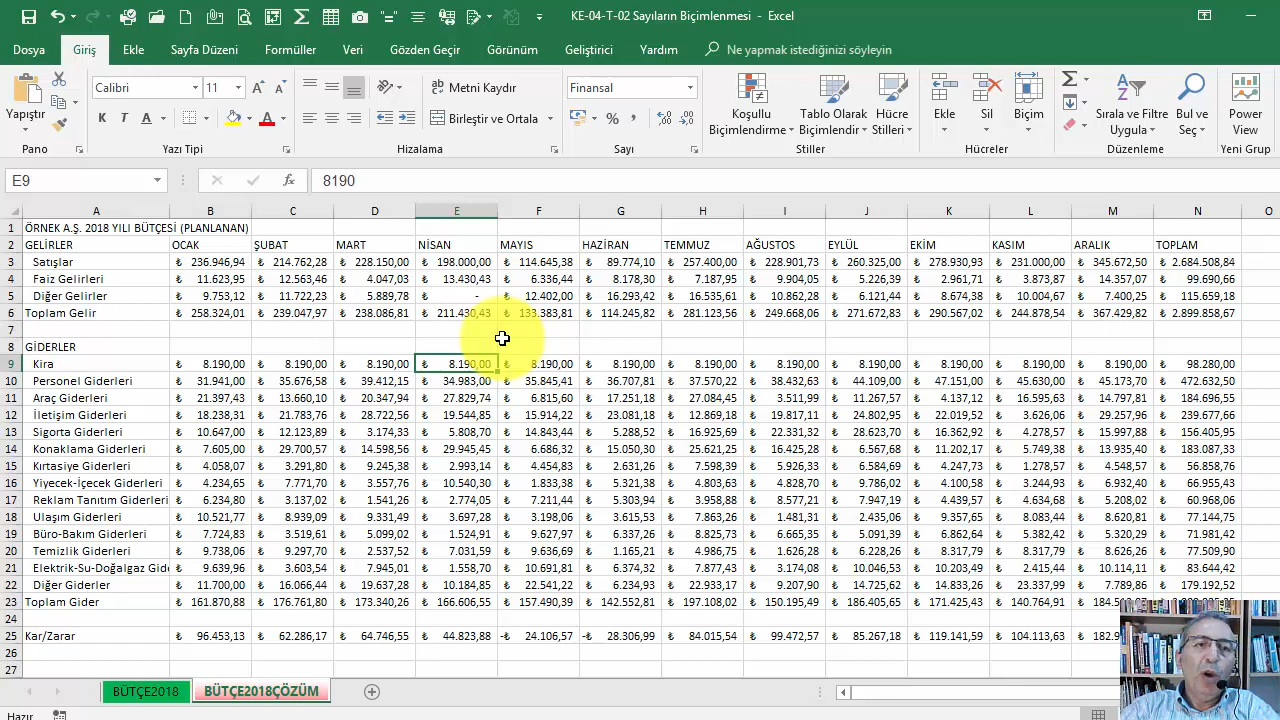 KE-04-T-02 Sayıların Biçimlenmesi - Excel
Dosya Giriş Ekle Sayfa Düzeni Formüller Veri Gözden Geçir Görünüm Geliştirici Yardım Ne yapmak istediğinizi söyleyin
Yapıştır Calibri 11 Metni Kaydır Finansal
K T A Birleştir ve Ortala % Koşullu Biçimlendirme Tablo Olarak Biçimlendir Hücre Stilleri Ekle Sil Biçim Sırala ve Filtre Uygula Bul ve Seç Power View
Pano Yazı Tipi Hizalama Sayı Stiller Hücreler Düzenleme Yeni Grup
E9 fx 8190
A B C D E F G H I J K L M N O
1 ÖRNEK A.Ş. 2018 YILI BÜTÇESİ (PLANLANAN)
2 GELİRLER OCAK ŞUBAT MART NİSAN MAYIS HAZİRAN TEMMUZ AĞUSTOS EYLÜL EKİM KASIM ARALIK TOPLAM
3 Satışlar ₺ 236.946,94 ₺ 214.762,28 ₺ 228.150,00 ₺ 198.000,00 ₺ 114.645,38 ₺ 89.774,10 ₺ 257.400,00 ₺ 228.901,73 ₺ 260.325,00 ₺ 278.930,93 ₺ 231.000,00 ₺ 345.672,50 ₺ 2.684.508,84
4 Faiz Gelirleri ₺ 11.623,95 ₺ 12.563,46 ₺ 4.047,03 ₺ 13.430,43 ₺ 6.336,44 ₺ 8.178,30 ₺ 7.187,95 ₺ 9.904,05 ₺ 5.226,39 ₺ 2.961,71 ₺ 3.873,87 ₺ 14.357,07 ₺ 99.690,66
5 Diğer Gelirler ₺ 9.753,12 ₺ 11.722,23 ₺ 5.889,78 ₺ - ₺ 12.402,00 ₺ 16.293,42 ₺ 16.535,61 ₺ 10.862,28 ₺ 6.121,44 ₺ 8.674,38 ₺ 10.004,67 ₺ 7.400,25 ₺ 115.659,18
6 Toplam Gelir ₺ 258.324,01 ₺ 239.047,97 ₺ 238.086,81 ₺ 211.430,43 ₺ 133.383,81 ₺ 114.245,82 ₺ 281.123,56 ₺ 249.668,06 ₺ 271.672,83 ₺ 290.567,02 ₺ 244.878,54 ₺ 367.429,82 ₺ 2.899.858,67
7
8 GİDERLER
9 Kira ₺ 8.190,00 ₺ 8.190,00 ₺ 8.190,00 ₺ 8.190,00 ₺ 8.190,00 ₺ 8.190,00 ₺ 8.190,00 ₺ 8.190,00 ₺ 8.190,00 ₺ 8.190,00 ₺ 8.190,00 ₺ 8.190,00 ₺ 98.280,00
10 Personel Giderleri ₺ 31.941,00 ₺ 35.676,58 ₺ 39.412,15 ₺ 34.983,00 ₺ 35.845,41 ₺ 36.707,81 ₺ 37.570,22 ₺ 38.432,63 ₺ 44.109,00 ₺ 47.151,00 ₺ 45.630,00 ₺ 45.173,70 ₺ 472.632,50
11 Araç Giderleri ₺ 21.397,43 ₺ 13.660,10 ₺ 20.347,94 ₺ 27.829,74 ₺ 6.815,60 ₺ 17.251,18 ₺ 27.084,45 ₺ 3.511,99 ₺ 11.267,57 ₺ 4.137,12 ₺ 16.595,63 ₺ 14.797,81 ₺ 184.696,55
12 İletişim Giderleri ₺ 18.238,31 ₺ 21.783,76 ₺ 28.722,56 ₺ 19.544,85 ₺ 15.914,22 ₺ 23.081,18 ₺ 12.869,18 ₺ 19.817,11 ₺ 24.802,95 ₺ 22.019,52 ₺ 3.626,06 ₺ 29.257,96 ₺ 239.677,66
13 Sigorta Giderleri ₺ 10.647,00 ₺ 12.123,89 ₺ 3.174,33 ₺ 5.808,70 ₺ 14.843,44 ₺ 5.288,52 ₺ 16.925,69 ₺ 22.331,32 ₺ 28.623,70 ₺ 16.362,92 ₺ 4.278,57 ₺ 15.997,88 ₺ 156.405,95
14 Konaklama Giderleri ₺ 7.605,00 ₺ 29.700,57 ₺ 14.598,56 ₺ 29.945,45 ₺ 6.686,32 ₺ 15.050,30 ₺ 25.621,25 ₺ 16.425,28 ₺ 6.567,68 ₺ 11.202,17 ₺ 5.749,38 ₺ 13.935,40 ₺ 183.087,33
15 Kırtasiye Giderleri ₺ 4.058,07 ₺ 3.291,80 ₺ 9.245,38 ₺ 2.993,14 ₺ 4.454,83 ₺ 2.631,26 ₺ 7.598,39 ₺ 5.926,33 ₺ 6.584,69 ₺ 4.247,73 ₺ 1.278,57 ₺ 4.548,57 ₺ 56.858,76
16 Yiyecek-İçecek Giderleri ₺ 4.234,65 ₺ 7.771,70 ₺ 3.557,76 ₺ 10.540,30 ₺ 1.833,38 ₺ 5.321,38 ₺ 4.803,63 ₺ 4.828,70 ₺ 9.786,02 ₺ 4.100,58 ₺ 3.244,93 ₺ 6.932,40 ₺ 66.955,43
17 Reklam Tanıtım Giderleri ₺ 6.234,80 ₺ 3.137,02 ₺ 1.541,26 ₺ 2.774,05 ₺ 7.211,44 ₺ 5.303,94 ₺ 3.958,88 ₺ 8.577,21 ₺ 7.947,19 ₺ 4.439,57 ₺ 4.634,68 ₺ 5.208,02 ₺ 60.968,06
18 Ulaşım Giderleri ₺ 10.521,77 ₺ 8.939,09 ₺ 9.331,49 ₺ 3.697,28 ₺ 3.198,06 ₺ 3.615,53 ₺ 7.863,26 ₺ 1.481,31 ₺ 2.435,06 ₺ 9.357,65 ₺ 8.083,44 ₺ 8.620,81 ₺ 77.144,75
19 Büro-Bakım Giderleri ₺ 7.724,83 ₺ 3.519,61 ₺ 5.099,02 ₺ 1.524,91 ₺ 9.627,97 ₺ 6.337,26 ₺ 8.825,73 ₺ 6.665,35 ₺ 5.091,39 ₺ 6.862,64 ₺ 5.382,42 ₺ 5.320,29 ₺ 71.981,42
20 Temizlik Giderleri ₺ 9.738,06 ₺ 9.297,70 ₺ 2.537,52 ₺ 7.031,59 ₺ 9.636,69 ₺ 1.165,21 ₺ 4.986,75 ₺ 1.626,28 ₺ 6.228,26 ₺ 8.317,79 ₺ 8.317,79 ₺ 8.626,26 ₺ 77.509,90
21 Elektrik-Su-Doğalgaz Gide ₺ 9.639,96 ₺ 3.603,54 ₺ 7.945,01 ₺ 1.558,70 ₺ 10.691,81 ₺ 6.374,32 ₺ 7.877,43 ₺ 3.174,08 ₺ 10.046,53 ₺ 10.203,49 ₺ 2.415,44 ₺ 10.114,11 ₺ 83.644,42
22 Diğer Giderler ₺ 11.700,00 ₺ 16.066,44 ₺ 19.637,28 ₺ 10.184,85 ₺ 22.541,22 ₺ 6.234,93 ₺ 22.933,17 ₺ 9.207,90 ₺ 14.725,62 ₺ 14.833,26 ₺ 23.337,99 ₺ 7.789,86 ₺ 179.192,52
23 Toplam Gider ₺ 161.870,88 ₺ 176.761,80 ₺ 173.340,26 ₺ 166.606,55 ₺ 157.490,39 ₺ 142.552,81 ₺ 197.108,02 ₺ 150.195,49 ₺ 186.405,65 ₺ 171.425,43 ₺ 140.764,91 ₺
24
25 Kar/Zarar ₺ 96.453,13 ₺ 62.286,17 ₺ 64.746,55 ₺ 44.823,88 -₺ 24.106,57 -₺ 28.306,99 ₺ 84.015,54 ₺ 99.472,57 ₺ 85.267,18 ₺ 119.141,59 ₺ 104.113,63 ₺ 182.9
26
27
BÜTÇE2018 BÜTÇE2018ÇÖZÜM
Hazır